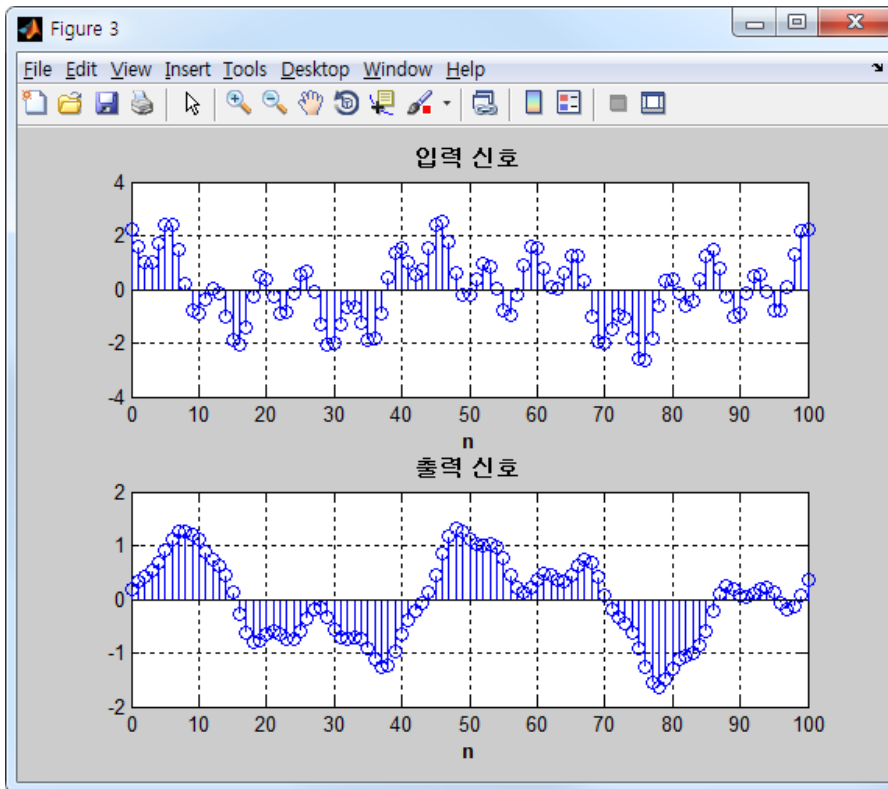 Figure 3
File Edit View Insert Tools Desktop Window Help
입력 신호
4
2
0
-2
-4
0 10 20 30 40 50 60 70 80 90 100
n
출력 신호
2
1
0
-1
-2
0 10 20 30 40 50 60 70 80 90 100
n